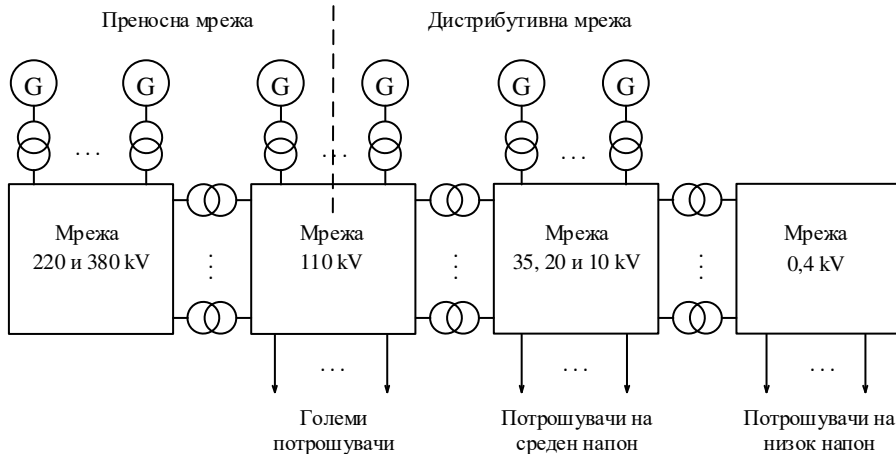 Преносна мрежа
Дистрибутивна мрежа
G
G
G
G
G
G
. . .
. . .
. . .
Мрежа
220 и 380 kV
Мрежа
110 kV
Мрежа
35, 20 и 10 kV
Мрежа
0,4 kV
. . .
. . .
. . .
. . .
. . .
. . .
Големи
потрошувачи
Потрошувачи на
среден напон
Потрошувачи на
низок напон